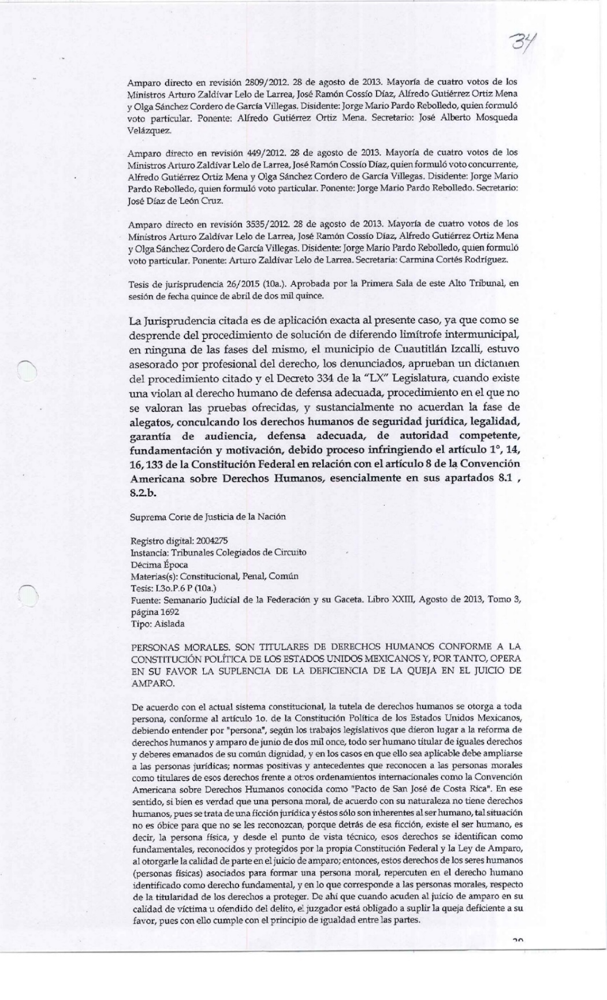 34
Amparo directo en revisión 2809/2012. 28 de agosto de 2013. Mayoría de cuatro votos de los
Ministros Arturo Zaldívar Lelo de Larrea, José Ramón Cossío Díaz, Alfredo Gutiérrez Ortiz Mena
y Olga Sánchez Cordero de García Villegas. Disidente: Jorge Mario Pardo Rebolledo, quien formuló
voto particular. Ponente: Alfredo Gutiérrez Ortiz Mena. Secretario: José Alberto Mosqueda
Velázquez.
Amparo directo en revisión 449/2012. 28 de agosto de 2013. Mayoría de cuatro votos de los
Ministros Arturo Zaldívar Lelo de Larrea, José Ramón Cossío Díaz, quien formuló voto concurrente,
Alfredo Gutiérrez Ortiz Mena y Olga Sánchez Cordero de García Villegas. Disidente: Jorge Mario
Pardo Rebolledo, quien formuló voto particular. Ponente: Jorge Mario Pardo Rebolledo. Secretario:
José Díaz de León Cruz.
Amparo directo en revisión 3535/2012. 28 de agosto de 2013. Mayoría de cuatro votos de los
Ministros Arturo Zaldívar Lelo de Larrea, José Ramón Cossío Díaz, Alfredo Gutiérrez Ortiz Mena
y Olga Sánchez Cordero de García Villegas. Disidente: Jorge Mario Pardo Rebolledo, quien formuló
voto particular. Ponente: Arturo Zaldívar Lelo de Larrea. Secretaria: Carmina Cortés Rodríguez.
Tesis de jurisprudencia 26/2015 (10a.). Aprobada por la Primera Sala de este Alto Tribunal, en
sesión de fecha quince de abril de dos mil quince.
La Jurisprudencia citada es de aplicación exacta al presente caso, ya que como se
desprende del procedimiento de solución de diferendo limítrofe intermunicipal,
en ninguna de las fases del mismo, el municipio de Cuautitlán Izcalli, estuvo
asesorado por profesional del derecho, los denunciados, aprueban un dictamen
del procedimiento citado y el Decreto 334 de la "LX" Legislatura, cuando existe
una violan al derecho humano de defensa adecuada, procedimiento en el que no
se valoran las pruebas ofrecidas, y sustancialmente no acuerdan la fase de
alegatos, conculcando los derechos humanos de seguridad jurídica, legalidad,
garantía de audiencia, defensa adecuada, de autoridad competente,
fundamentación y motivación, debido proceso infringiendo el artículo 1°, 14,
16, 133 de la Constitución Federal en relación con el artículo 8 de la Convención
Americana sobre Derechos Humanos, esencialmente en sus apartados 8.1 ,
8.2.b.
Suprema Corte de Justicia de la Nación
Registro digital: 2004275
Instancia: Tribunales Colegiados de Circuito
Décima Época
Materias(s): Constitucional, Penal, Común
Tesis: I.3o.P.6 P (10a.)
Fuente: Semanario Judicial de la Federación y su Gaceta. Libro XXIII, Agosto de 2013, Tomo 3,
página 1692
Tipo: Aislada
PERSONAS MORALES. SON TITULARES DE DERECHOS HUMANOS CONFORME A LA
CONSTITUCIÓN POLÍTICA DE LOS ESTADOS UNIDOS MEXICANOS Y, POR TANTO, OPERA
EN SU FAVOR LA SUPLENCIA DE LA DEFICIENCIA DE LA QUEJA EN EL JUICIO DE
AMPARO.
De acuerdo con el actual sistema constitucional, la tutela de derechos humanos se otorga a toda
persona, conforme al artículo 1o. de la Constitución Política de los Estados Unidos Mexicanos,
debiendo entender por "persona", según los trabajos legislativos que dieron lugar a la reforma de
derechos humanos y amparo de junio de dos mil once, todo ser humano titular de iguales derechos
y deberes emanados de su común dignidad, y en los casos en que ello sea aplicable debe ampliarse
a las personas jurídicas; normas positivas y antecedentes que reconocen a las personas morales
como titulares de esos derechos frente a otros ordenamientos internacionales como la Convención
Americana sobre Derechos Humanos conocida como "Pacto de San José de Costa Rica". En ese
sentido, si bien es verdad que una persona moral, de acuerdo con su naturaleza no tiene derechos
humanos, pues se trata de una ficción jurídica y éstos sólo son inherentes al ser humano, tal situación
no es óbice para que no se les reconozcan, porque detrás de esa ficción, existe el ser humano, es
decir, la persona física, y desde el punto de vista técnico, esos derechos se identifican como
fundamentales, reconocidos y protegidos por la propia Constitución Federal y la Ley de Amparo,
al otorgarle la calidad de parte en el juicio de amparo; entonces, estos derechos de los seres humanos
(personas físicas) asociados para formar una persona moral, repercuten en el derecho humano
identificado como derecho fundamental, y en lo que corresponde a las personas morales, respecto
de la titularidad de los derechos a proteger. De ahí que cuando acuden al juicio de amparo en su
calidad de víctima u ofendido del delito, el juzgador está obligado a suplir la queja deficiente a su
favor, pues con ello cumple con el principio de igualdad entre las partes.